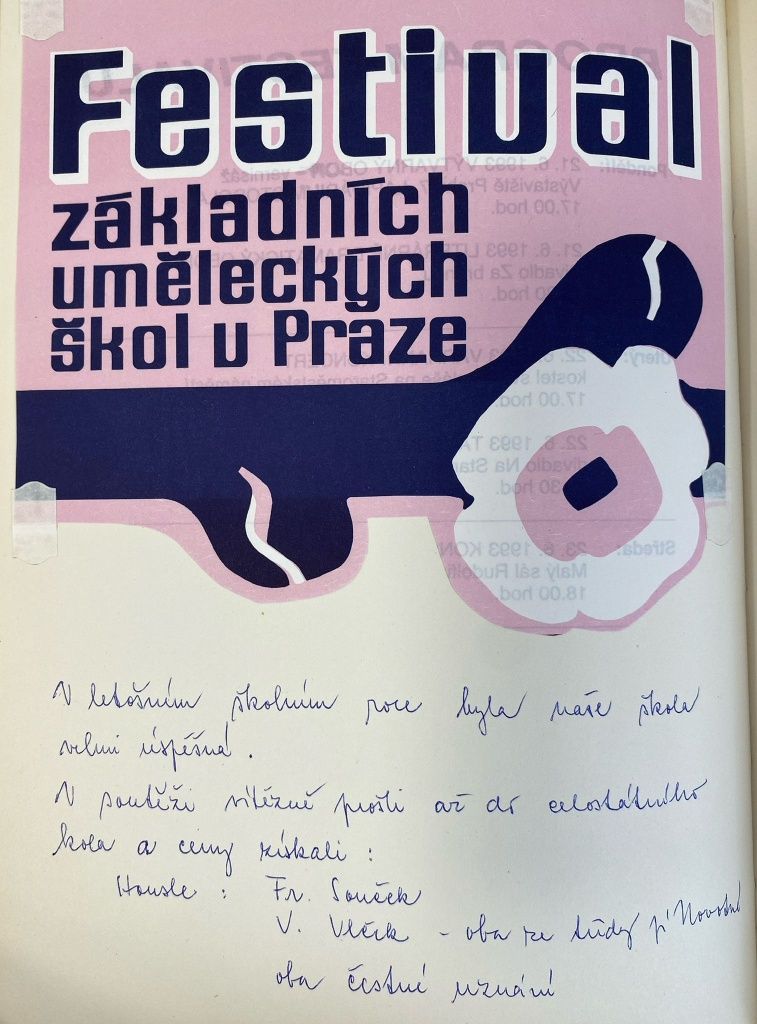 Festival
základních
uměleckých
škol v Praze
V letošním školním roce byla naše škola
velmi úspěšná.
V soutěži vítězně prošli až do celostátního
kola a ceny získali:
Housle: Fr. Souček
V. Vlček - oba ze třídy
oba čestné uznání